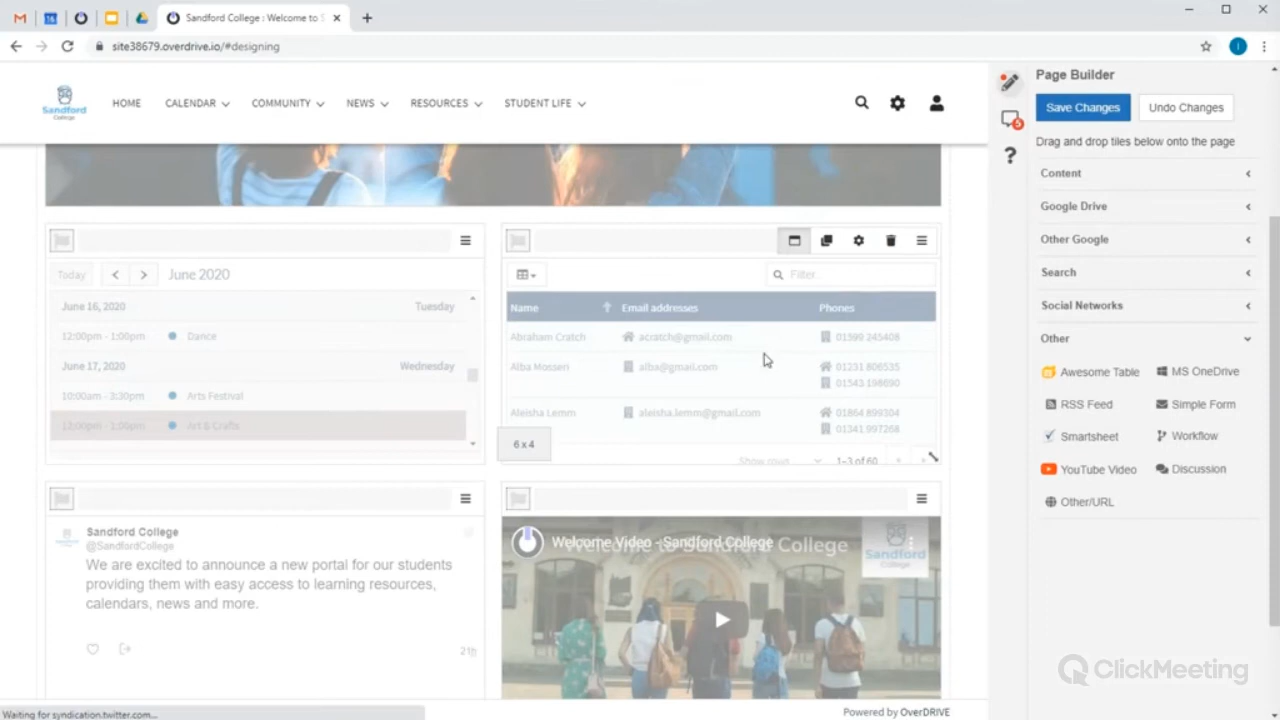 Sandford College : Welcome to S
site38679.overdrive.io/#designing
Sandford
College
HOME
CALENDAR
COMMUNITY
NEWS
RESOURCES
STUDENT LIFE
Page Builder
Save Changes
Undo Changes
Drag and drop tiles below onto the page
Content
Google Drive
Other Google
Search
Social Networks
Other
Awesome Table
MS OneDrive
RSS Feed
Simple Form
Smartsheet
Workflow
YouTube Video
Discussion
Other/URL
5
?
Today
June 2020
June 16, 2020
Tuesday
12:00pm - 1:00pm
Dance
June 17, 2020
Wednesday
10:00am - 3:30pm
Arts Festival
12:00pm - 1:00pm
Art & Crafts
Filter...
Name
Email addresses
Phones
Abraham Cratch
acratch@gmail.com
01599 245408
Alba Mossen
alba@gmail.com
01231 806535
01543 198690
Aleisha Lemm
aleisha.lemm@gmail.com
01864 899304
01341 997268
6 x 4
Show rows
1–3 of 60
Sandford College
@SandfordCollege
We are excited to announce a new portal for our students
providing them with easy access to learning resources,
calendars, news and more.
21h
Welcome Video - Sandford College
Welcome to Sandford College
Sandford
College
ClickMeeting
Waiting for syndication.twitter.com...
Powered by OverDRIVE